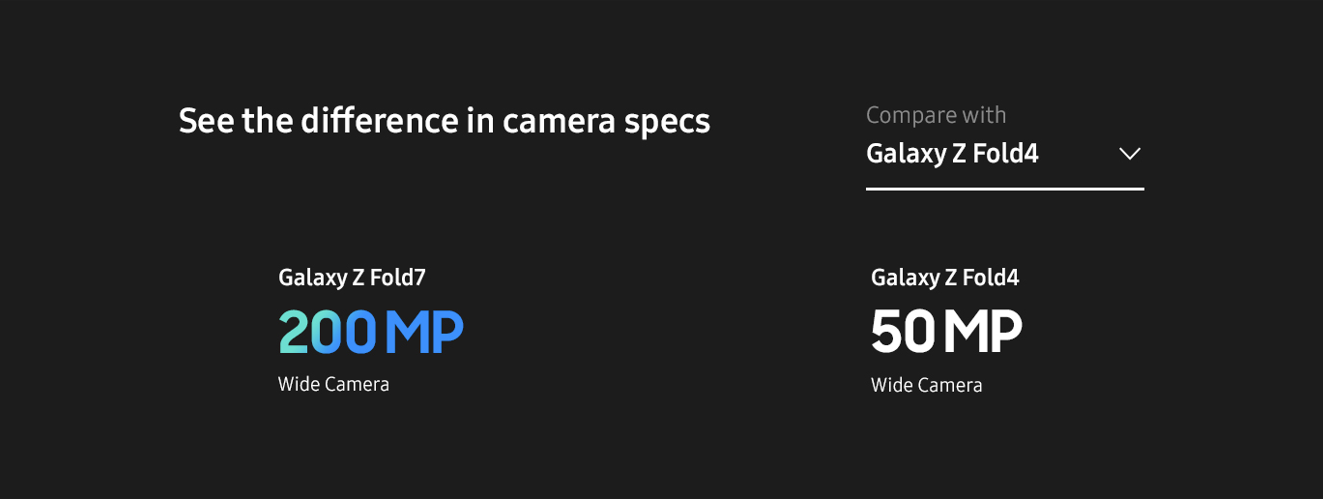 See the difference in camera specs
Compare with
Galaxy Z Fold4
Galaxy Z Fold7
200 MP
Wide Camera
Galaxy Z Fold4
50 MP
Wide Camera